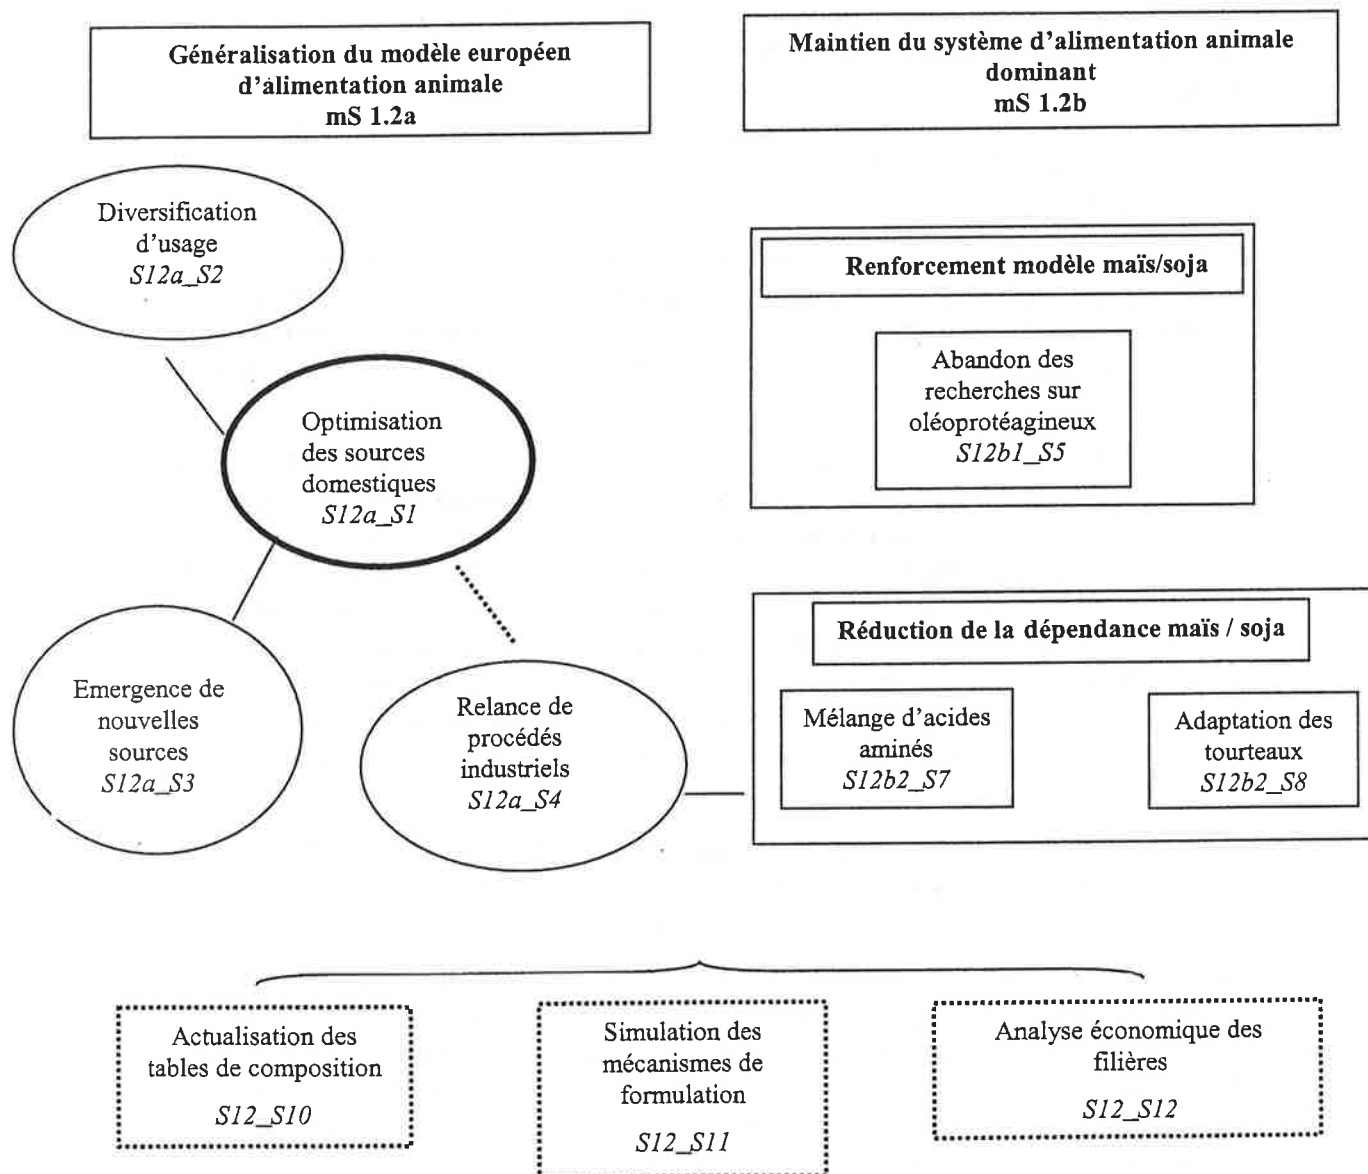 Généralisation du modèle européen
d'alimentation animale
mS 1.2a
Maintien du système d'alimentation animale
dominant
mS 1.2b
Diversification
d'usage
S12a_S2
Optimisation
des sources
domestiques
S12a_S1
Emergence de
nouvelles
sources
S12a_S3
Relance de
procédés
industriels
S12a_S4
Renforcement modèle maïs/soja
Abandon des
recherches sur
oléoprotéagineux
S12b1_S5
Réduction de la dépendance maïs / soja
Mélange d'acides
aminés
S12b2_S7
Adaptation des
tourteaux
S12b2_S8
Actualisation des
tables de composition
S12_S10
Simulation des
mécanismes de
formulation
S12_S11
Analyse économique des
filières
S12_S12